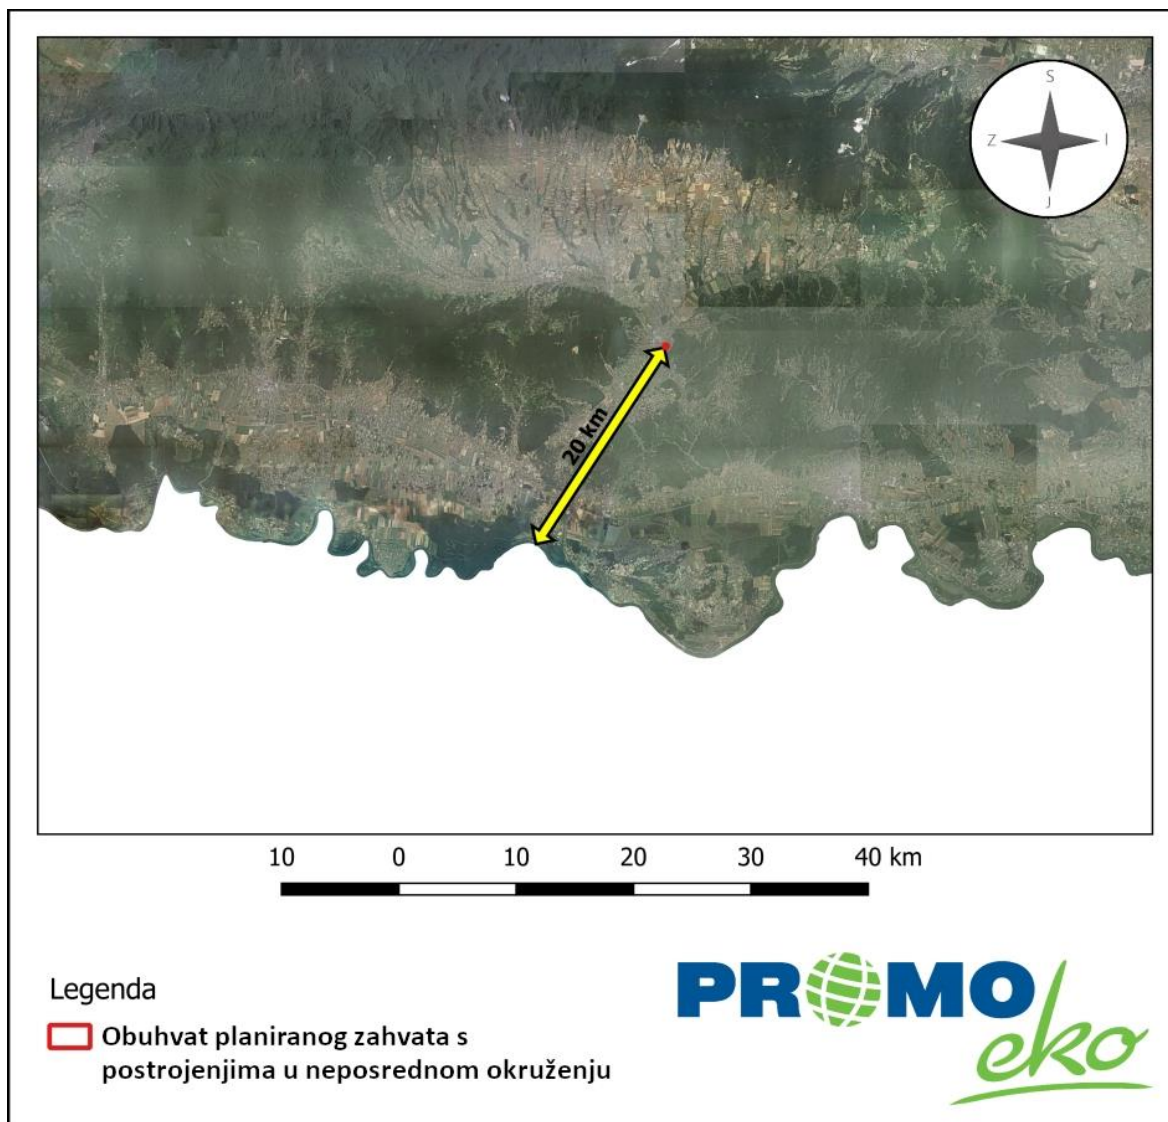 S
Z I
J
20 km
10 0 10 20 30 40 km
Legenda
Obuhvat planiranog zahvata s
postrojenjima u neposrednom okruženju
PROMO
eko